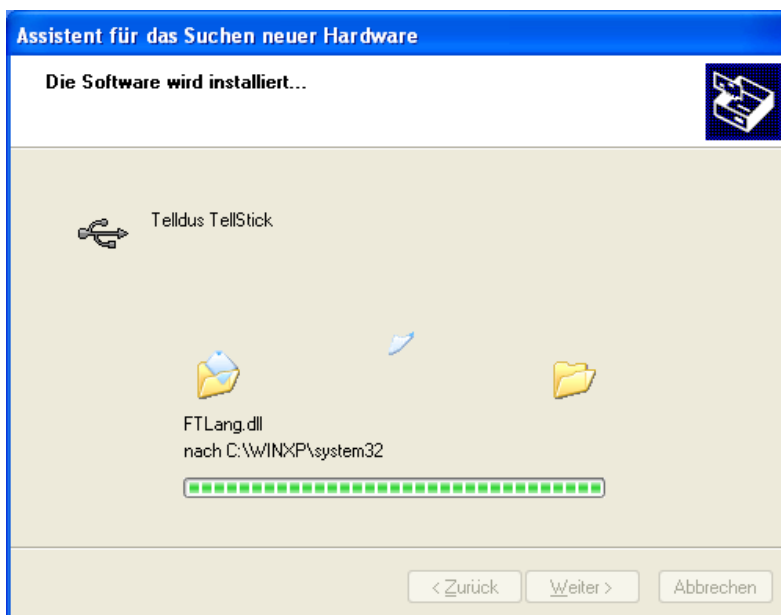 Assistent für das Suchen neuer Hardware
Die Software wird installiert...
Telldus TellStick
FTLang.dll
nach C:\WINXP\system32
< Zurück Weiter > Abbrechen